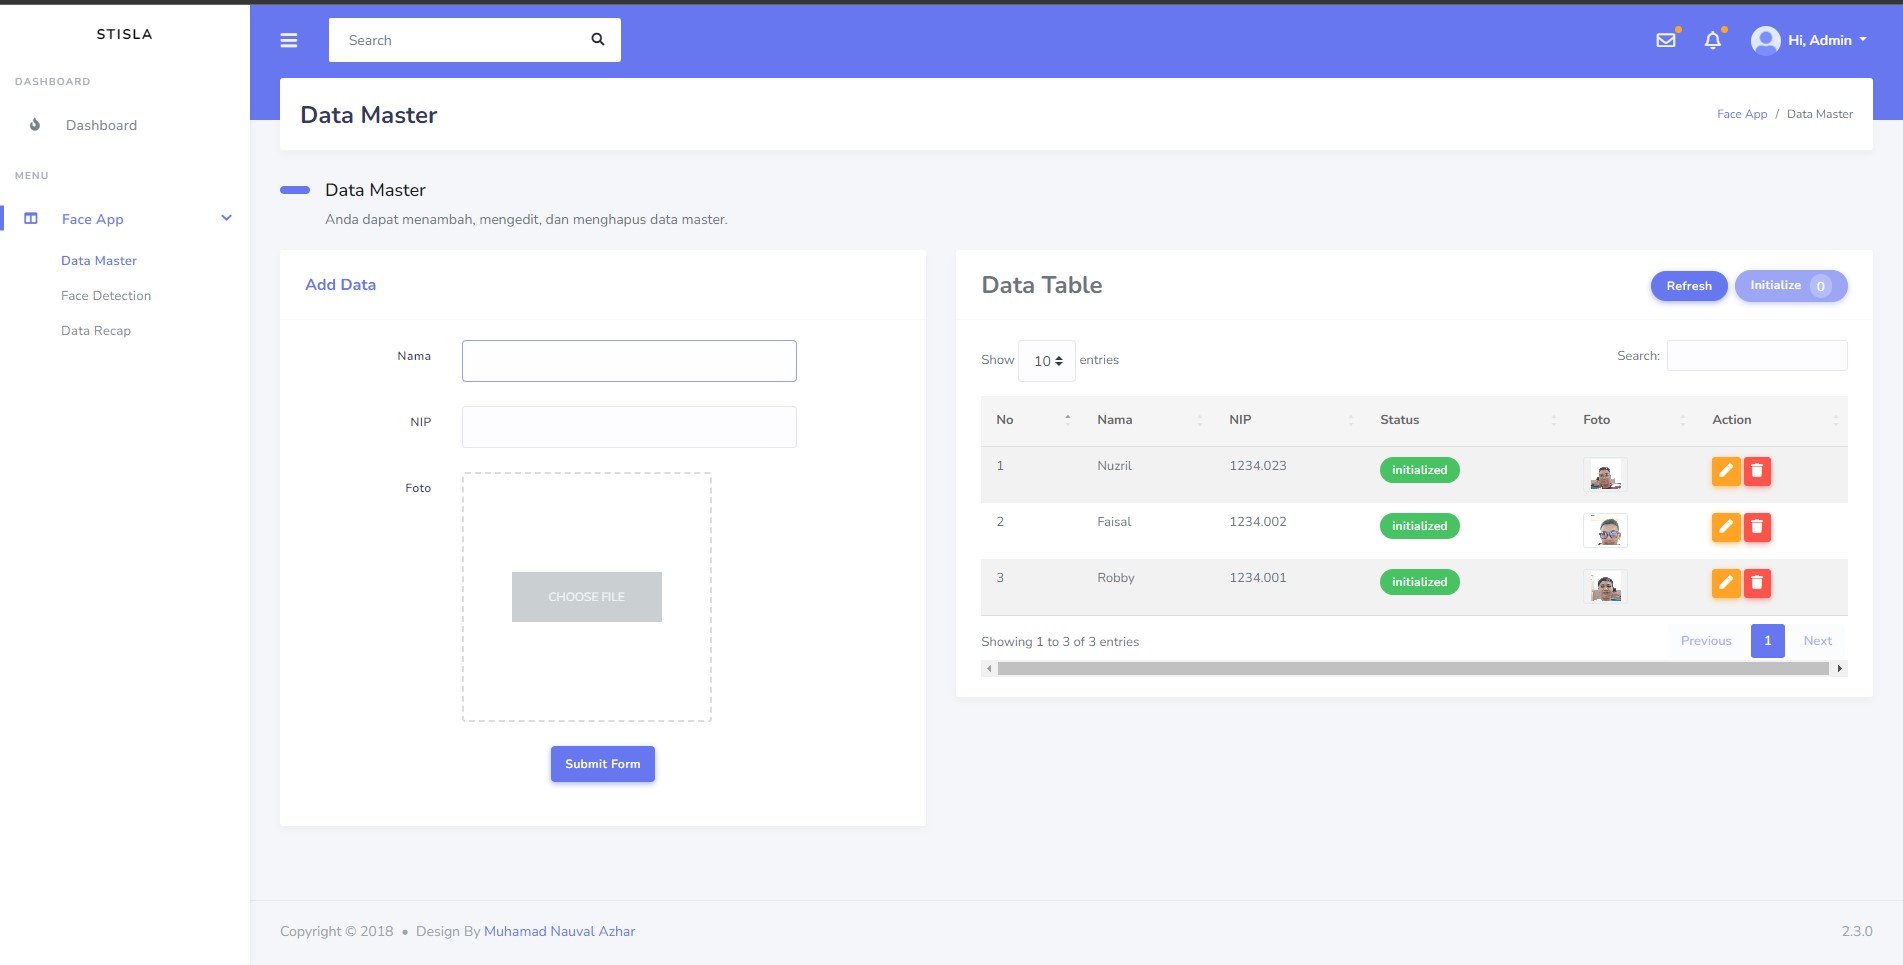 STISLA
Search
Hi, Admin
DASHBOARD
Dashboard
MENU
Face App
Data Master
Face Detection
Data Recap
Data Master
Face App / Data Master
Data Master
Anda dapat menambah, mengedit, dan menghapus data master.
Add Data
Nama
NIP
Foto
CHOOSE FILE
Submit Form
Data Table
Refresh
Initialize 0
Show 10 entries
Search:
No Nama NIP Status Foto Action
1 Nuzril 1234.023 initialized
2 Faisal 1234.002 initialized
3 Robby 1234.001 initialized
Showing 1 to 3 of 3 entries
Previous 1 Next
Copyright © 2018 • Design By Muhamad Nauval Azhar
2.3.0